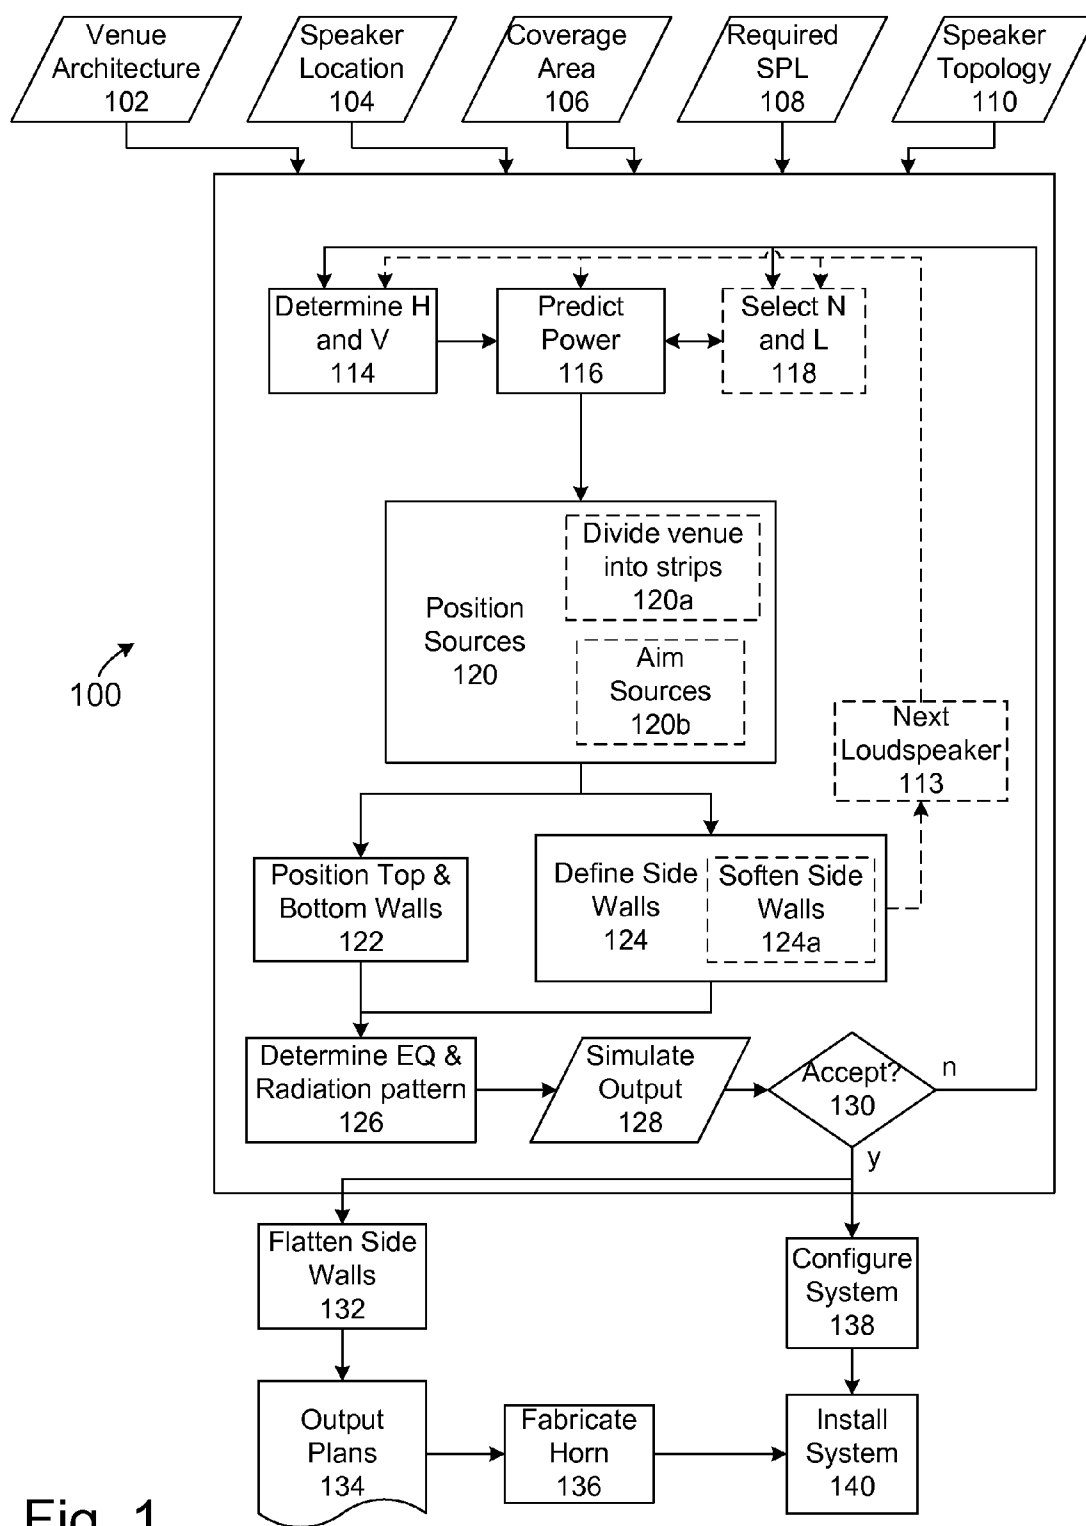 Venue
Architecture
102
Speaker
Location
104
Coverage
Area
106
Required
SPL
108
Speaker
Topology
110
Determine H
and V
114
Predict
Power
116
Select N
and L
118
Divide venue
into strips
120a
Position
Sources
120
Aim
Sources
120b
100
Next
Loudspeaker
113
Position Top &
Bottom Walls
122
Define Side
Walls
124
Soften Side
Walls
124a
Determine EQ &
Radiation pattern
126
Simulate
Output
128
Accept?
130
n
y
Flatten Side
Walls
132
Configure
System
138
Output
Plans
134
Fabricate
Horn
136
Install
System
140
Fig. 1